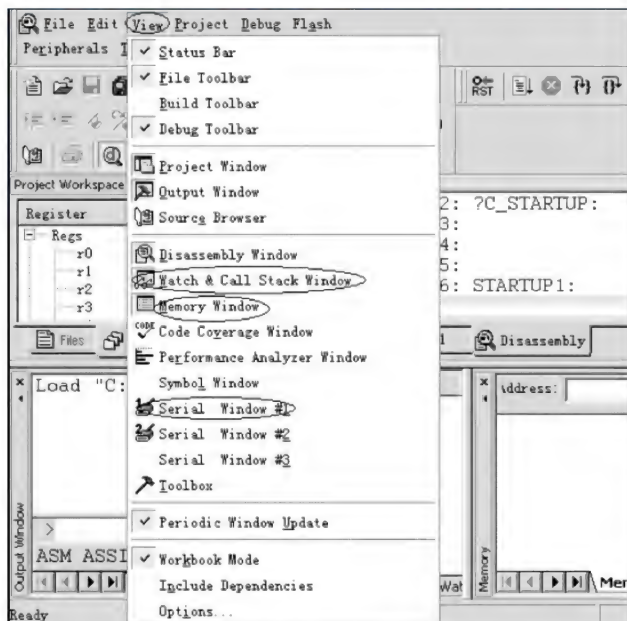 File Edit View Project Debug Flash
Peripherals
Status Bar
File Toolbar
Build Toolbar
Debug Toolbar
RST
Project Window
Output Window
Source Browser
Project Workspace
Register
Regs
r0
r1
r2
r3
2: ?C_STARTUP:
3:
4:
5:
6: STARTUP1:
Disassembly Window
Watch & Call Stack Window
Memory Window
CODE Code Coverage Window
Performance Analyzer Window
Symbol Window
Serial Window #1
Serial Window #2
Serial Window #3
Toolbox
Periodic Window Update
Workbook Mode
Include Dependencies
Options...
Files
Disassembly
Load "C:
>
ASM ASSI
Output Window
Address:
Memory
Wat
Mem
Ready